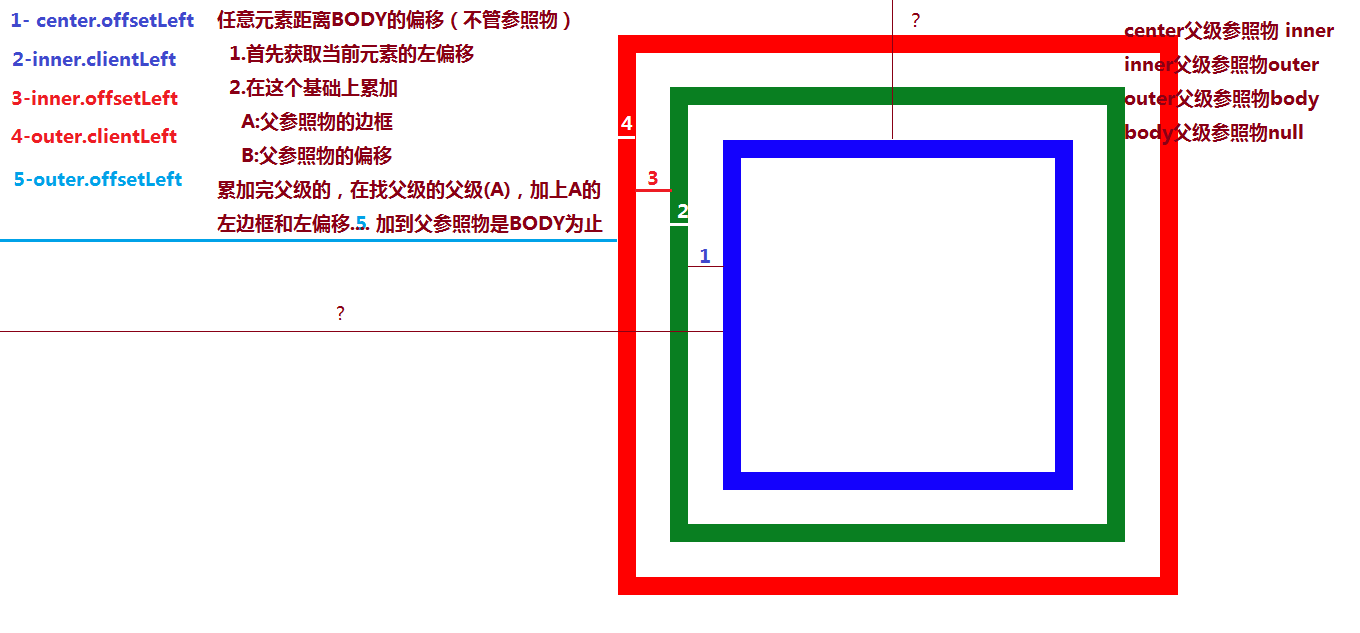 1- center.offsetLeft
2-inner.clientLeft
3-inner.offsetLeft
4-outer.clientLeft
5-outer.offsetLeft
任意元素距离BODY的偏移（不管参照物）
1.首先获取当前元素的左偏移
2.在这个基础上累加
A:父参照物的边框
B:父参照物的偏移
累加完父级的，在找父级的父级(A)，加上A的
左边框和左偏移.... 加到父参照物是BODY为止
5
?
4
3
2
1
?
center父级参照物 inner
inner父级参照物outer
outer父级参照物body
body父级参照物null